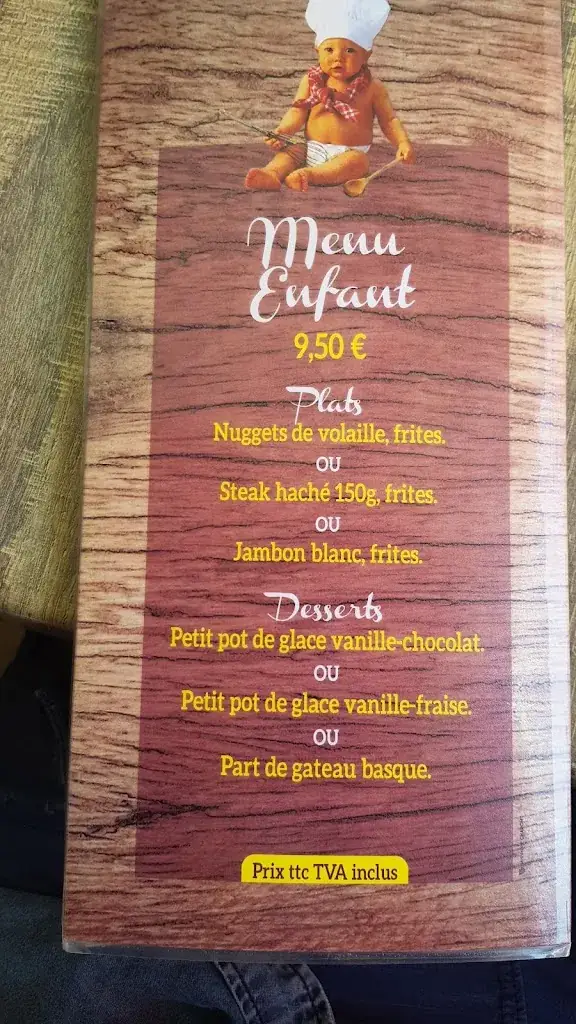 Menu
Enfant
9,50 €
Plats
Nuggets de volaille, frites.
OU
Steak haché 150g, frites.
OU
Jambon blanc, frites.
Desserts
Petit pot de glace vanille-chocolat.
OU
Petit pot de glace vanille-fraise.
OU
Part de gateau basque.
Prix ttc TVA inclus